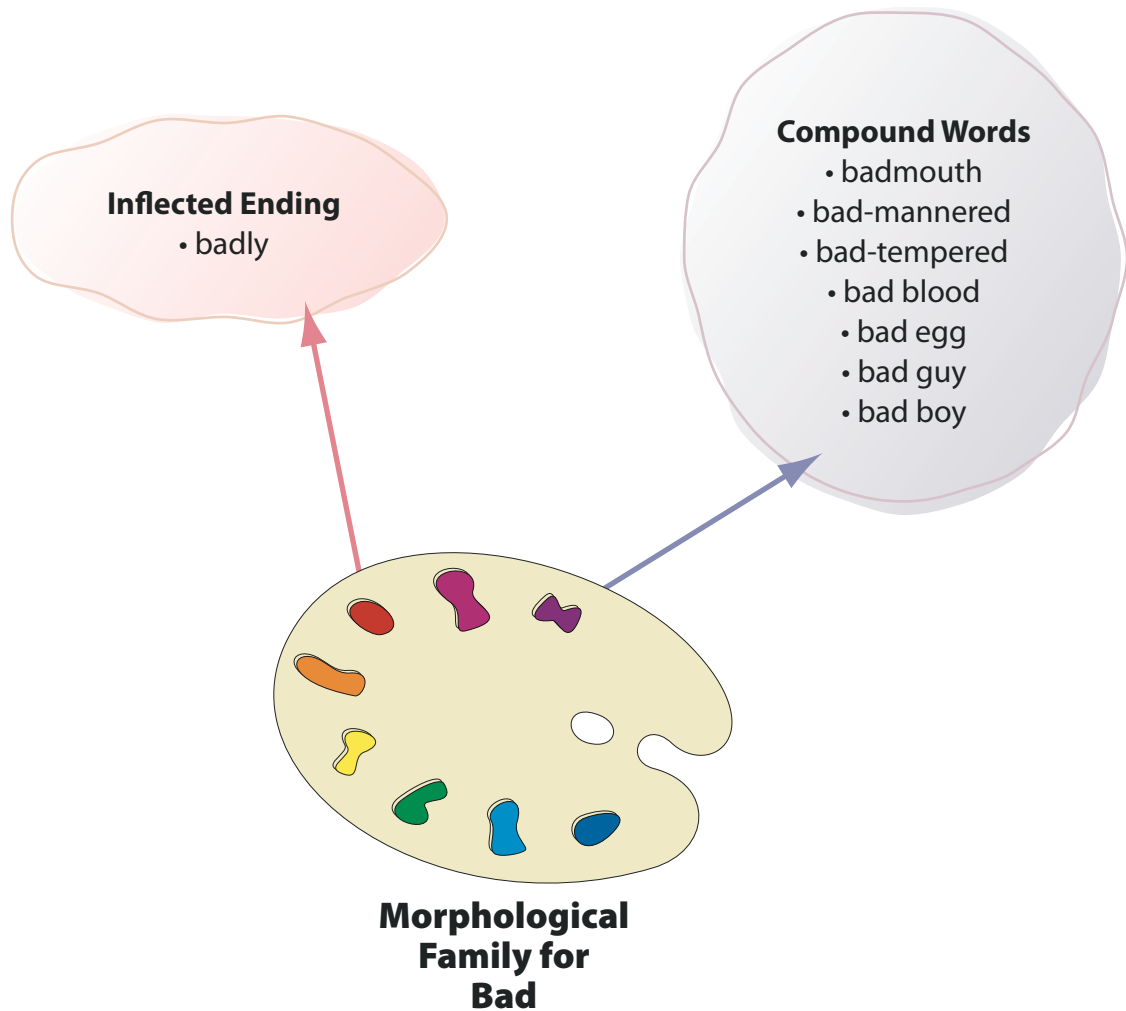 Inflected Ending
• badly
Compound Words
• badmouth
• bad-mannered
• bad-tempered
• bad blood
• bad egg
• bad guy
• bad boy
Morphological
Family for
Bad